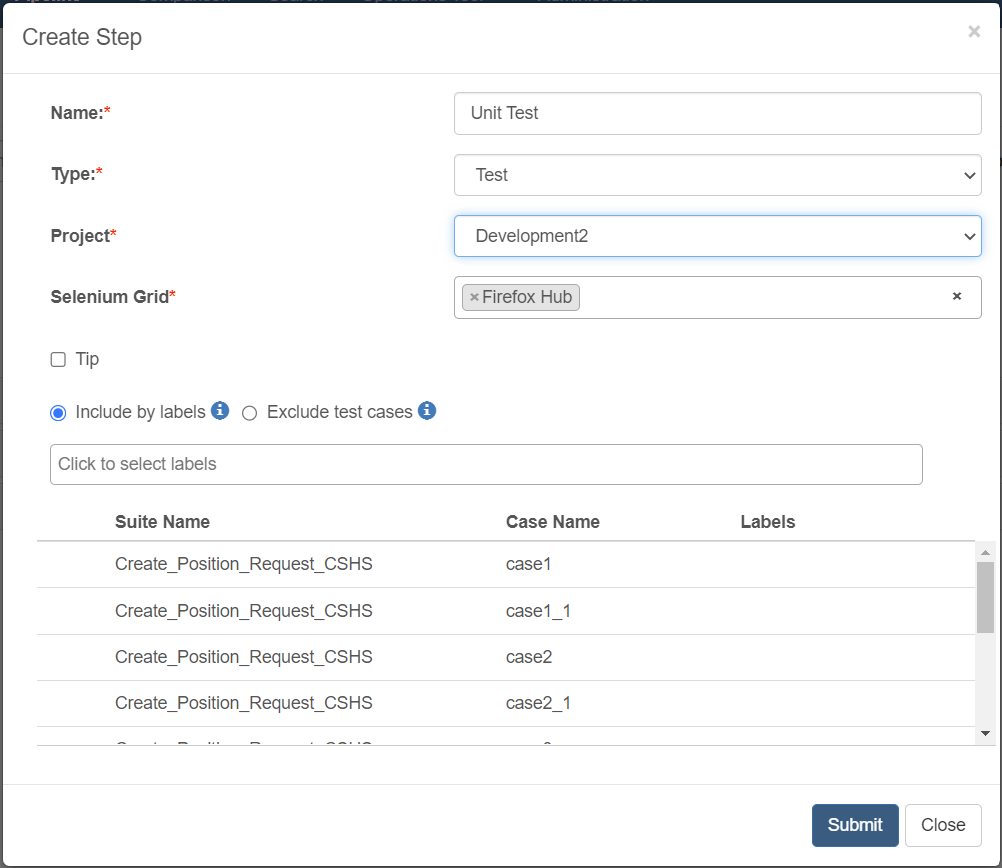 Create Step
×
Name:*
Unit Test
Type:*
Test
Project*
Development2
Selenium Grid*
×Firefox Hub
×
Tip
Include by labels
Exclude test cases
Click to select labels
Suite Name Case Name Labels
Create_Position_Request_CSHS case1
Create_Position_Request_CSHS case1_1
Create_Position_Request_CSHS case2
Create_Position_Request_CSHS case2_1
Submit Close